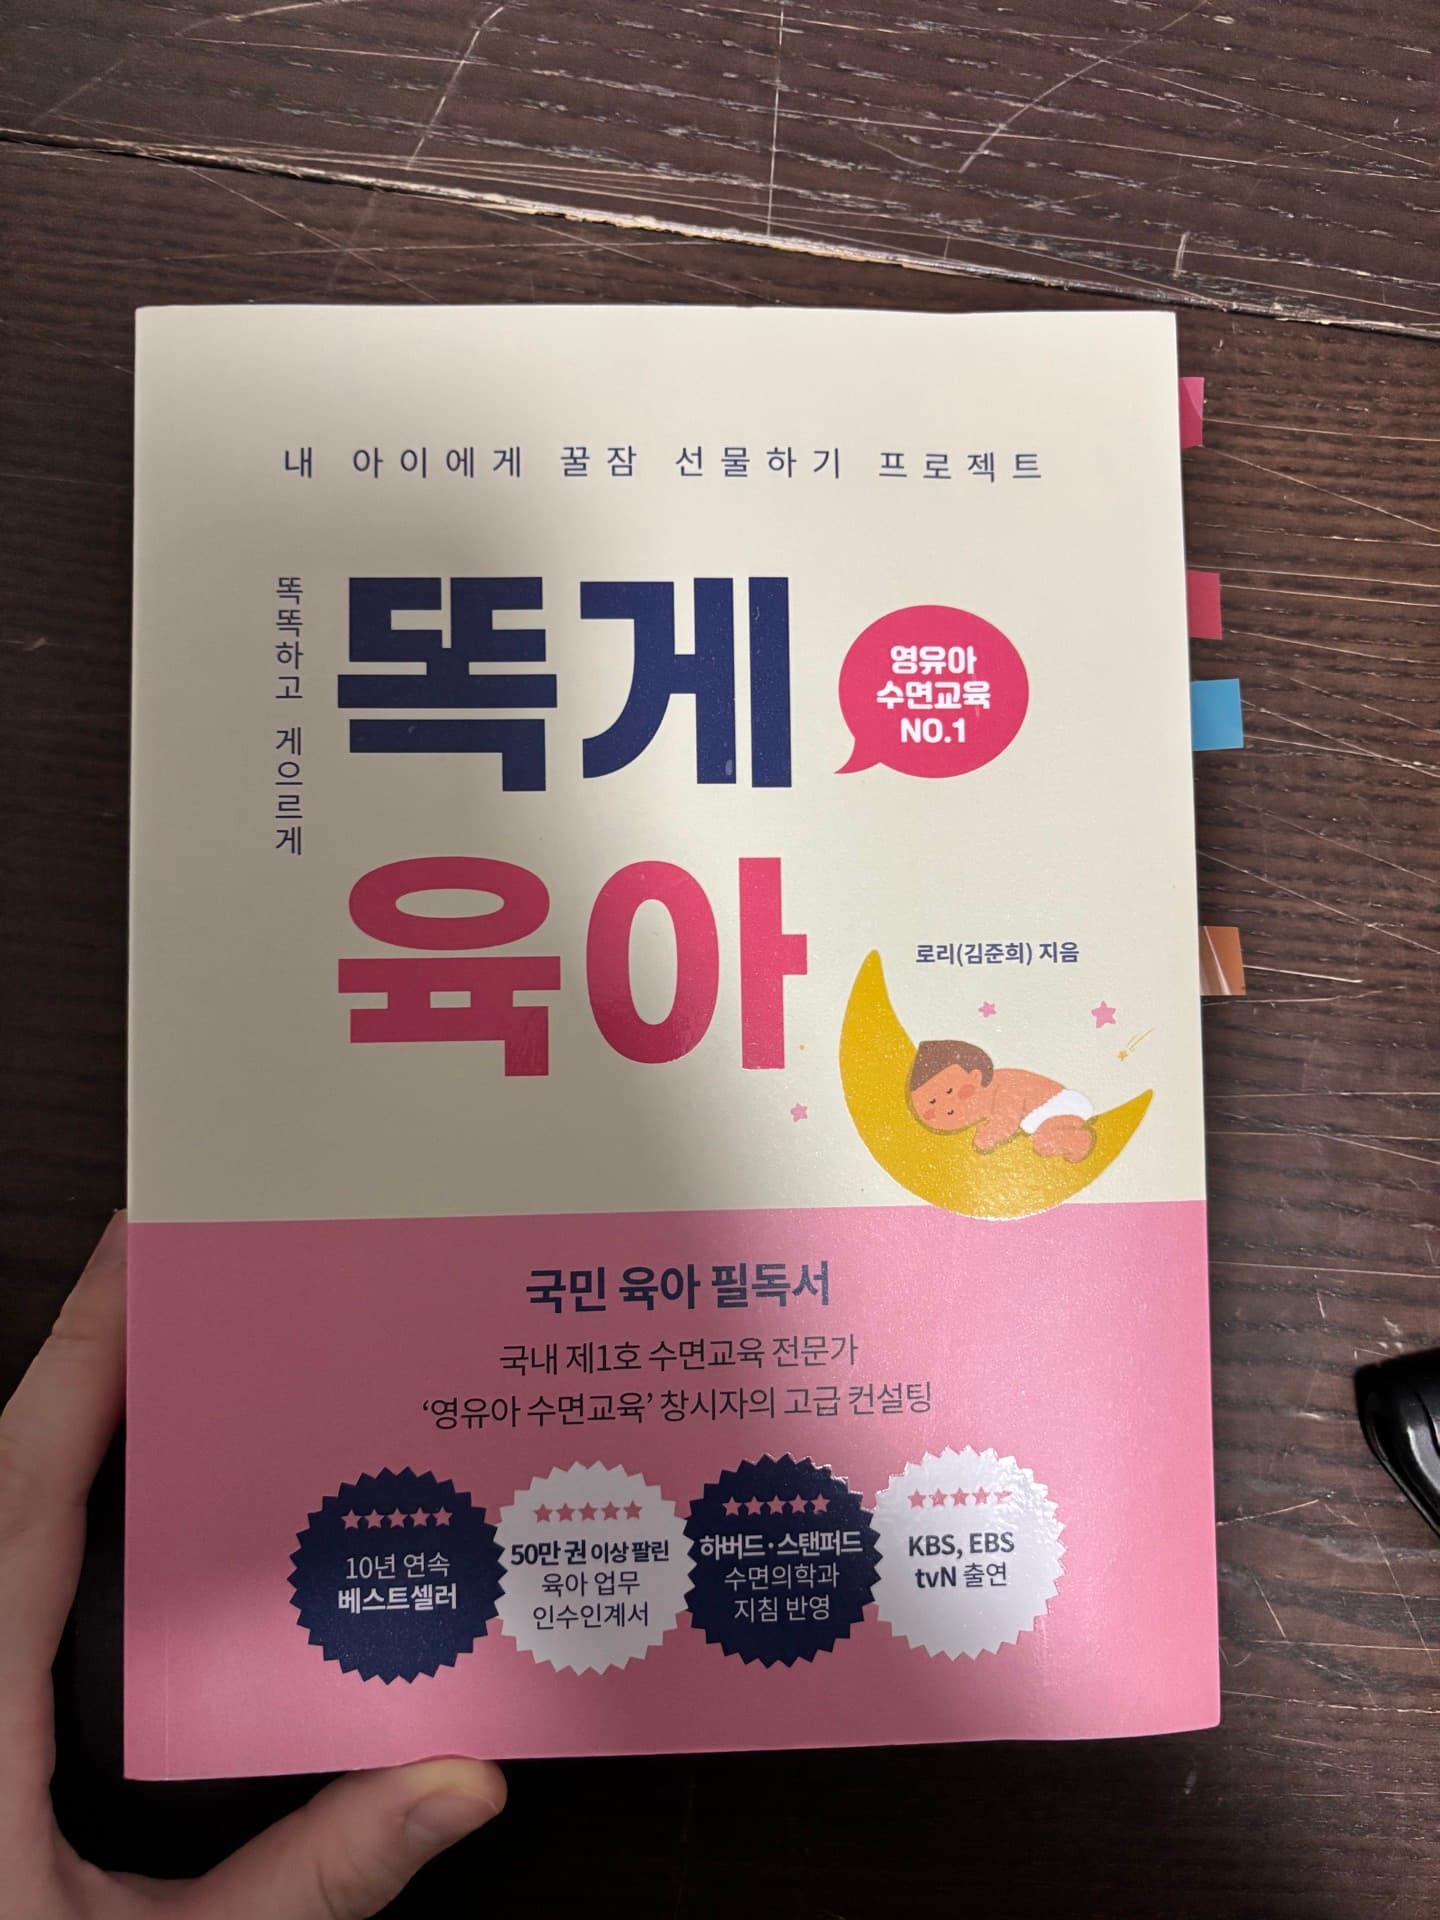 내 아이에게 꿀잠 선물하기 프로젝트
똑똑하고 게으르게
똑게
육아
영유아
수면교육
NO.1
로리(김준희) 지음
국민 육아 필독서
국내 제1호 수면교육 전문가
‘영유아 수면교육’ 창시자의 고급 컨설팅
10년 연속
베스트셀러
50만 권 이상 팔린
육아 업무
인수인계서
하버드·스탠퍼드
수면의학과
지침 반영
KBS, EBS
tvN 출연